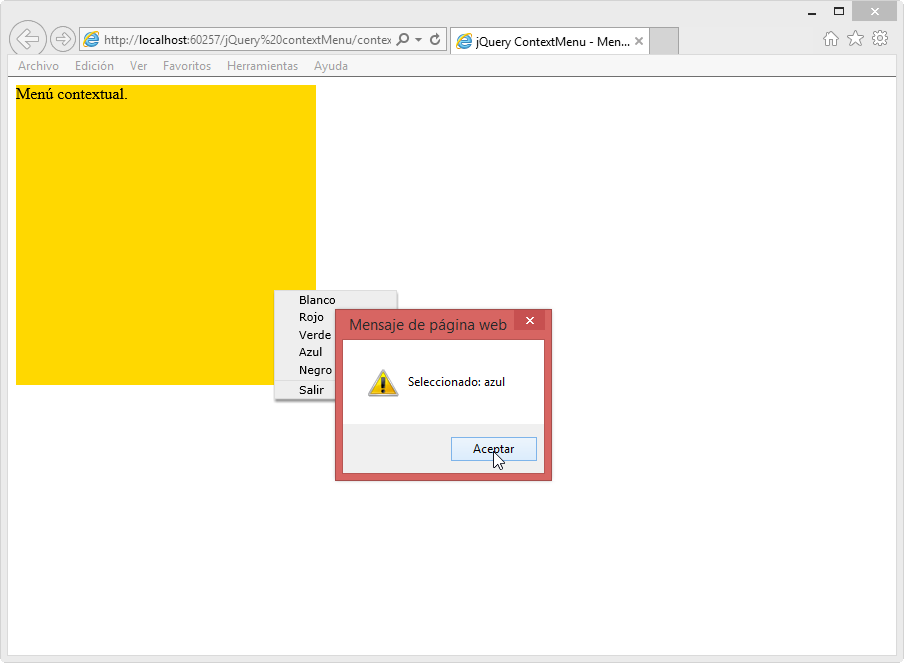 http://localhost:60257/jQuery%20contextMenu/contex
jQuery ContextMenu - Men...
Archivo Edición Ver Favoritos Herramientas Ayuda
Menú contextual.
Blanco
Rojo
Verde
Azul
Negro
Salir
Mensaje de página web
Seleccionado: azul
Aceptar